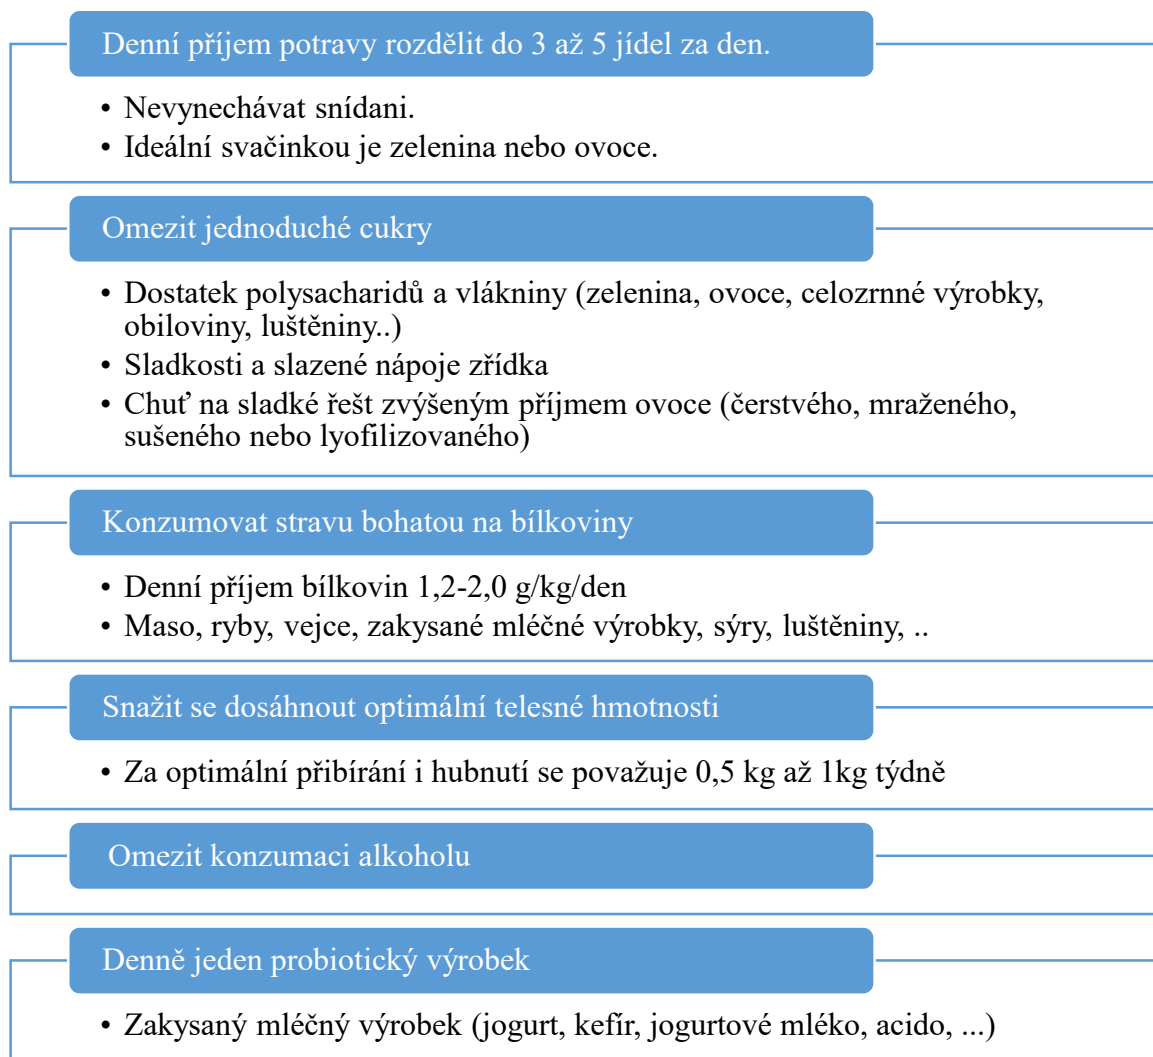 Denní příjem potravy rozdělit do 3 až 5 jídel za den.
• Nevynechávat snídani.
• Ideální svačinkou je zelenina nebo ovoce.
Omezit jednoduché cukry
• Dostatek polysacharidů a vlákniny (zelenina, ovoce, celozrnné výrobky,
obiloviny, luštěniny..)
• Sladkosti a slazené nápoje zřídka
• Chuť na sladké řešt zvýšeným příjmem ovoce (čerstvého, mraženého,
sušeného nebo lyofilizovaného)
Konzumovat stravu bohatou na bílkoviny
• Denní příjem bílkovin 1,2-2,0 g/kg/den
• Maso, ryby, vejce, zakysané mléčné výrobky, sýry, luštěniny, ..
Snažit se dosáhnout optimální telesné hmotnosti
• Za optimální přibírání i hubnutí se považuje 0,5 kg až 1kg týdně
Omezit konzumaci alkoholu
Denně jeden probiotický výrobek
• Zakysaný mléčný výrobek (jogurt, kefír, jogurtové mléko, acido, ...)